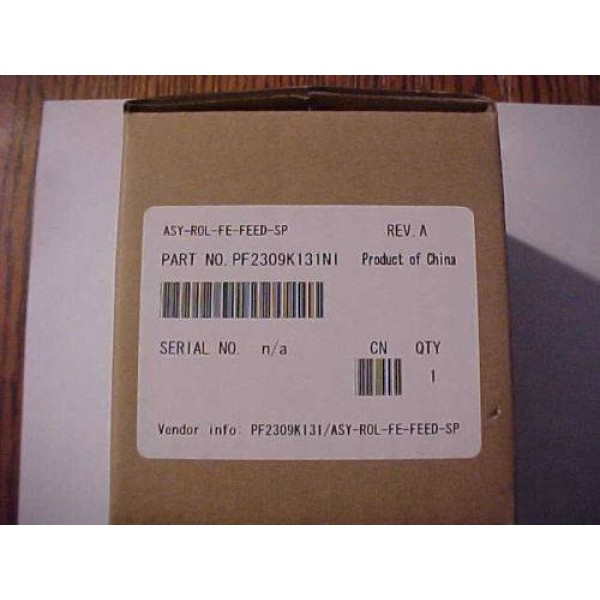 ASY-ROL-FE-FEED-SP REV. A
PART NO. PF2309K131NI Product of China
SERIAL NO. n/a CN QTY
1
Vendor info: PF2309K131/ASY-ROL-FE-FEED-SP